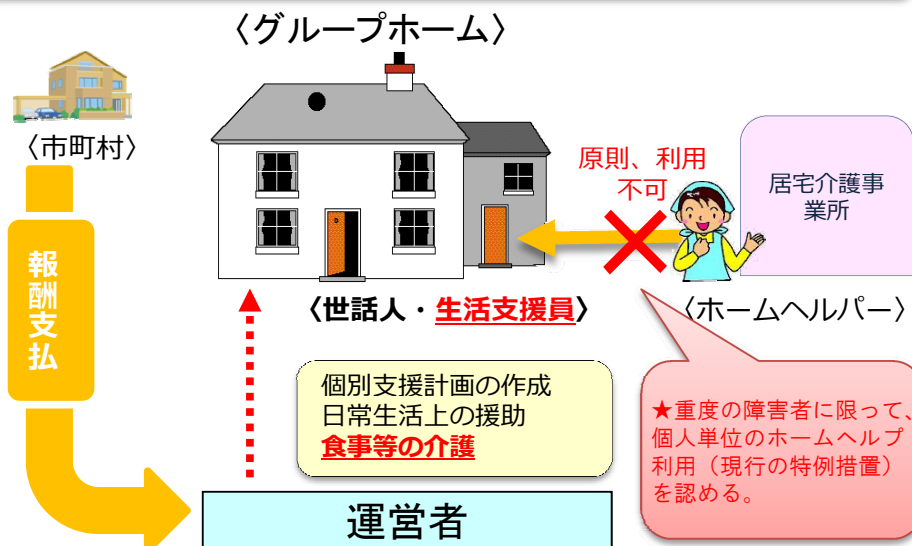 〈グループホーム〉
〈市町村〉
報酬支払
原則、利用
不可
居宅介護事
業所
〈世話人・生活支援員〉
〈ホームヘルパー〉
個別支援計画の作成
日常生活上の援助
食事等の介護
★重度の障害者に限って、
個人単位のホームヘルプ
利用（現行の特例措置）
を認める。
運営者